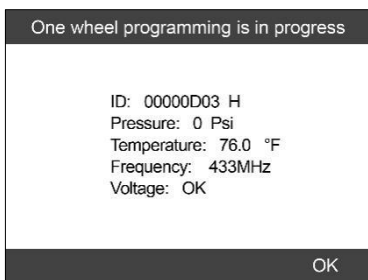 One wheel programming is in progress
ID: 00000D03 H
Pressure: 0 Psi
Temperature: 76.0 °F
Frequency: 433MHz
Voltage: OK
OK